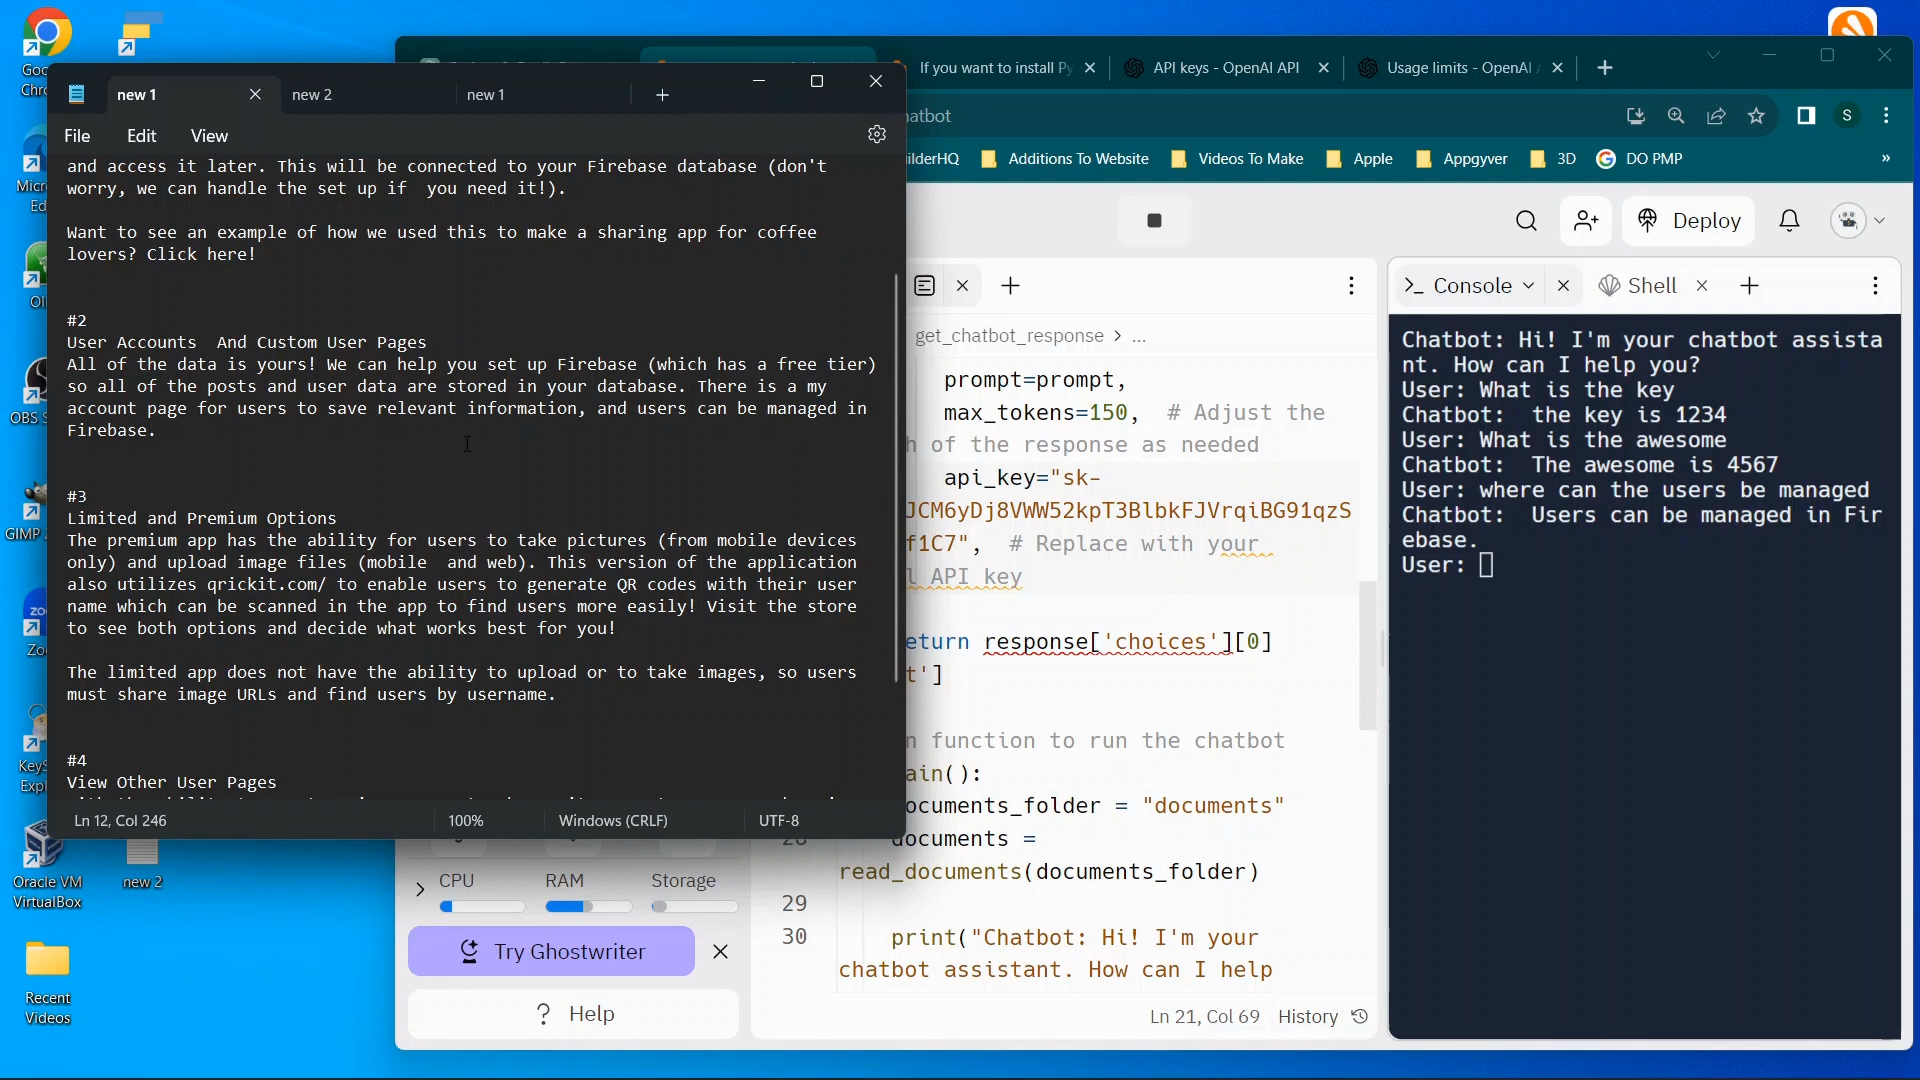 Goo
Chro
Micr
Ed
OI
OBS S
GIMP 2
Zoo
KeyS
Expl
Oracle VM
VirtualBox
new 2
Recent
Videos
new 1
new 2
new 1
File
Edit
View
and access it later. This will be connected to your Firebase database (don't
worry, we can handle the set up if  you need it!).
Want to see an example of how we used this to make a sharing app for coffee
lovers? Click here!
#2
User Accounts  And Custom User Pages
All of the data is yours! We can help you set up Firebase (which has a free tier)
so all of the posts and user data are stored in your database. There is a my
account page for users to save relevant information, and users can be managed in
Firebase.
#3
Limited and Premium Options
The premium app has the ability for users to take pictures (from mobile devices
only) and upload image files (mobile  and web). This version of the application
also utilizes qrickit.com/ to enable users to generate QR codes with their user
name which can be scanned in the app to find users more easily! Visit the store
to see both options and decide what works best for you!
The limited app does not have the ability to upload or to take images, so users
must share image URLs and find users by username.
#4
View Other User Pages
Ln 12, Col 246
100%
Windows (CRLF)
UTF-8
If you want to install Py
API keys - OpenAI API
Usage limits - OpenAI A
atbot
S
ilderHQ
Additions To Website
Videos To Make
Apple
Appgyver
3D
DO PMP
»
Deploy
get_chatbot_response > ...
prompt=prompt,
max_tokens=150,  # Adjust the
h of the response as needed
api_key="sk-
JCM6yDj8VWW52kpT3BlbkFJVrqiBG91qzS
f1C7",  # Replace with your
l API key
eturn response['choices'][0]
t']
n function to run the chatbot
ain():
ocuments_folder = "documents"
28 documents =
read_documents(documents_folder)
29
30 print("Chatbot: Hi! I'm your
chatbot assistant. How can I help
Ln 21, Col 69
History
CPU
RAM
Storage
Try Ghostwriter
? Help
Console
Shell
Chatbot: Hi! I'm your chatbot assista
nt. How can I help you?
User: What is the key
Chatbot:  the key is 1234
User: What is the awesome
Chatbot:  The awesome is 4567
User: where can the users be managed
Chatbot:  Users can be managed in Fir
ebase.
User: